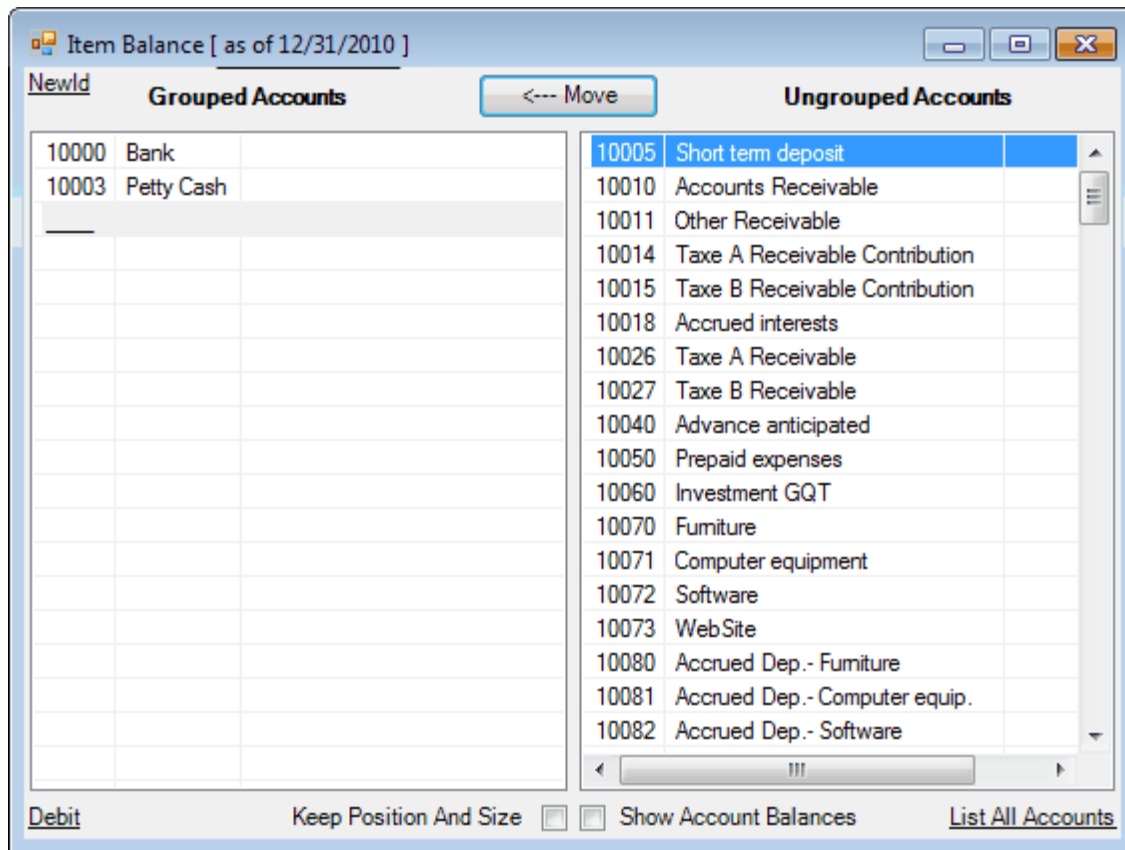 Item Balance [ as of 12/31/2010 ]
NewId
Grouped Accounts
<--- Move
Ungrouped Accounts
10000 Bank
10003 Petty Cash
10005 Short term deposit
10010 Accounts Receivable
10011 Other Receivable
10014 Taxe A Receivable Contribution
10015 Taxe B Receivable Contribution
10018 Accrued interests
10026 Taxe A Receivable
10027 Taxe B Receivable
10040 Advance anticipated
10050 Prepaid expenses
10060 Investment GQT
10070 Furniture
10071 Computer equipment
10072 Software
10073 WebSite
10080 Accrued Dep.- Furniture
10081 Accrued Dep.- Computer equip.
10082 Accrued Dep.- Software
Debit
Keep Position And Size
Show Account Balances
List All Accounts